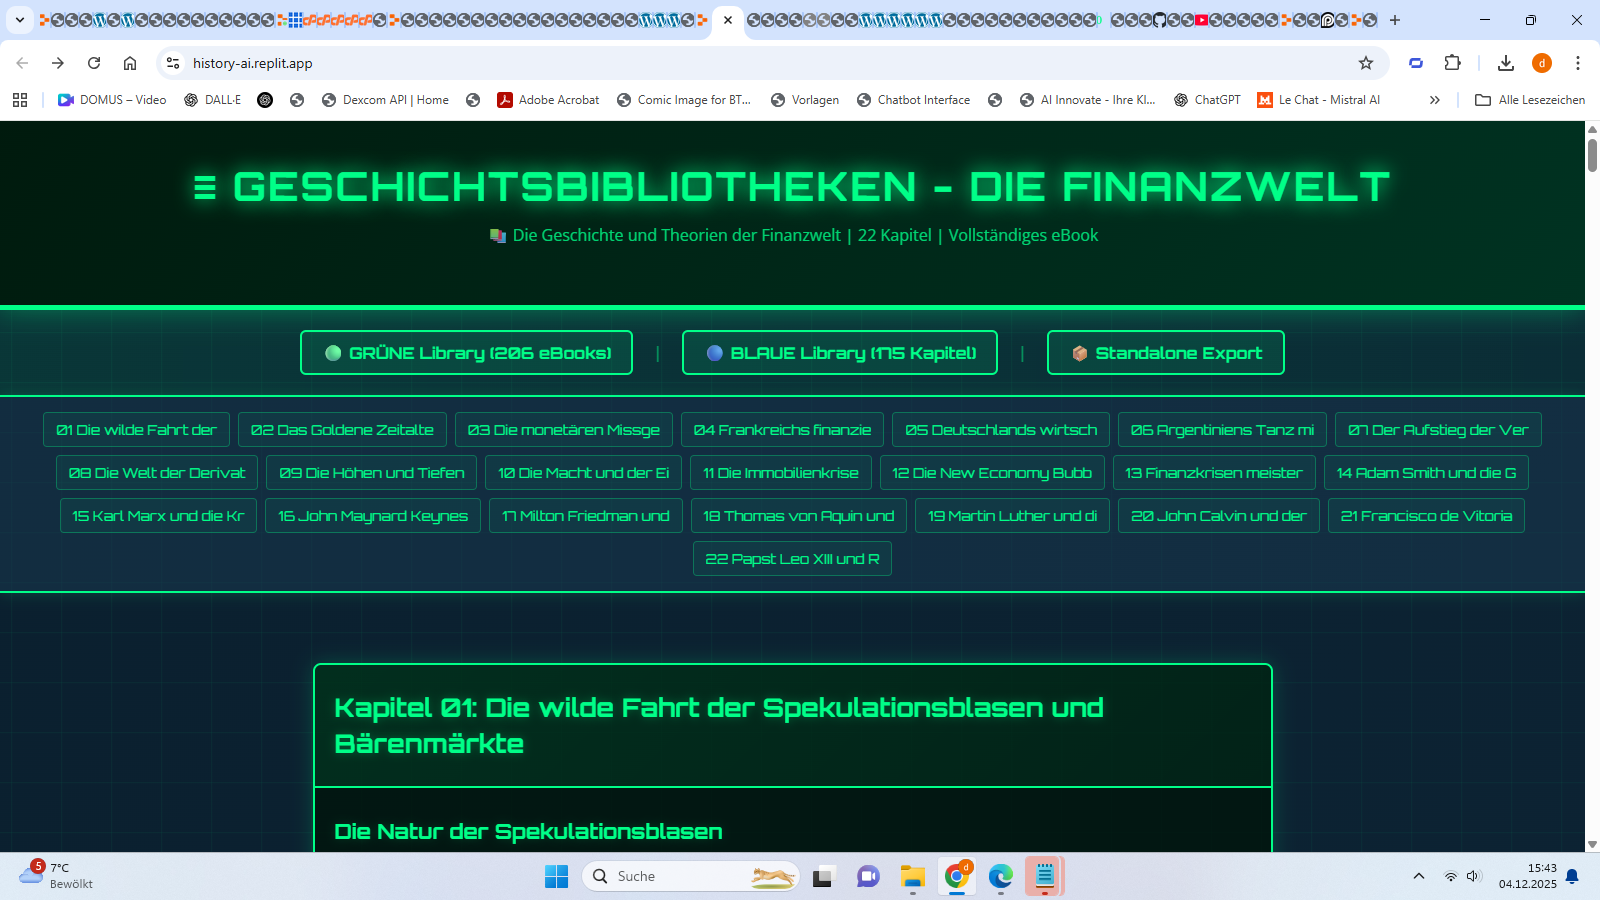 history-ai.replit.app
d
DOMUS – Video
DALL·E
Dexcom API | Home
Adobe Acrobat
Comic Image for BT...
Vorlagen
Chatbot Interface
AI Innovate - Ihre KI...
ChatGPT
Le Chat - Mistral AI
Alle Lesezeichen
GESCHICHTSBIBLIOTHEKEN - DIE FINANZWELT
Die Geschichte und Theorien der Finanzwelt | 22 Kapitel | Vollständiges eBook
GRÜNE Library (206 eBooks) | BLAUE Library (175 Kapitel) | Standalone Export
01 Die wilde Fahrt der
02 Das Goldene Zeitalte
03 Die monetären Missge
04 Frankreichs finanzie
05 Deutschlands wirtsch
06 Argentiniens Tanz mi
07 Der Aufstieg der Ver
08 Die Welt der Derivat
09 Die Höhen und Tiefen
10 Die Macht und der Ei
11 Die Immobilienkrise
12 Die New Economy Bubb
13 Finanzkrisen meister
14 Adam Smith und die G
15 Karl Marx und die Kr
16 John Maynard Keynes
17 Milton Friedman und
18 Thomas von Aquin und
19 Martin Luther und di
20 John Calvin und der
21 Francisco de Vitoria
22 Papst Leo XIII und R
Kapitel 01: Die wilde Fahrt der Spekulationsblasen und
Bärenmärkte
Die Natur der Spekulationsblasen
5
7°C
Bewölkt
Suche
d
15:43
04.12.2025